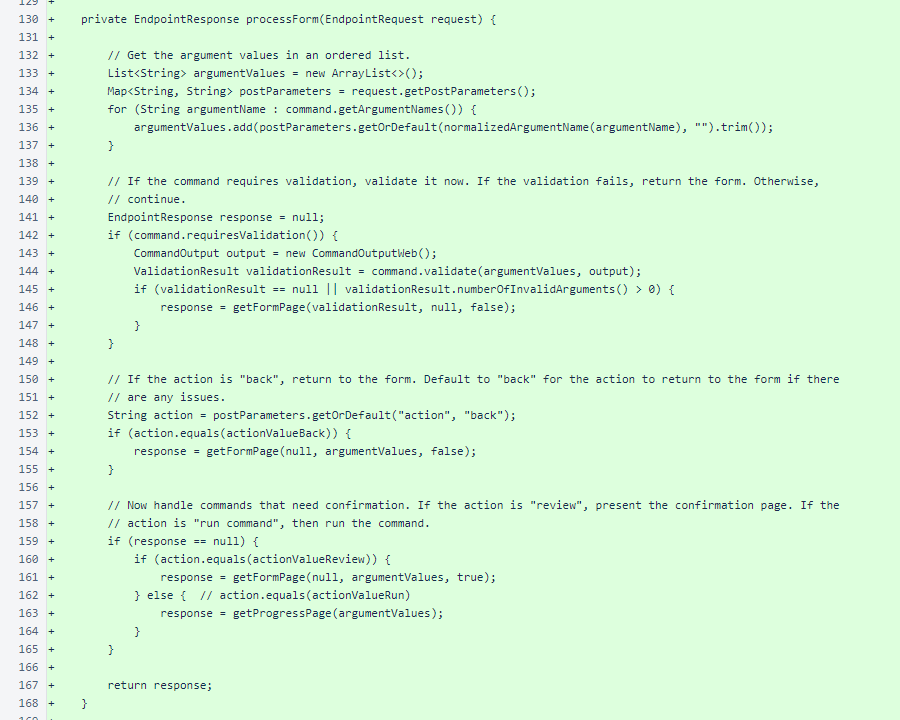 129 +
130 +    private EndpointResponse processForm(EndpointRequest request) {
131 +
132 +        // Get the argument values in an ordered list.
133 +        List<String> argumentValues = new ArrayList<>();
134 +        Map<String, String> postParameters = request.getPostParameters();
135 +        for (String argumentName : command.getArgumentNames()) {
136 +            argumentValues.add(postParameters.getOrDefault(normalizedArgumentName(argumentName), "").trim());
137 +        }
138 +
139 +        // If the command requires validation, validate it now. If the validation fails, return the form. Otherwise,
140 +        // continue.
141 +        EndpointResponse response = null;
142 +        if (command.requiresValidation()) {
143 +            CommandOutput output = new CommandOutputWeb();
144 +            ValidationResult validationResult = command.validate(argumentValues, output);
145 +            if (validationResult == null || validationResult.numberOfInvalidArguments() > 0) {
146 +                response = getFormPage(validationResult, null, false);
147 +            }
148 +        }
149 +
150 +        // If the action is "back", return to the form. Default to "back" for the action to return to the form if there
151 +        // are any issues.
152 +        String action = postParameters.getOrDefault("action", "back");
153 +        if (action.equals(actionValueBack)) {
154 +            response = getFormPage(null, argumentValues, false);
155 +        }
156 +
157 +        // Now handle commands that need confirmation. If the action is "review", present the confirmation page. If the
158 +        // action is "run command", then run the command.
159 +        if (response == null) {
160 +            if (action.equals(actionValueReview)) {
161 +                response = getFormPage(null, argumentValues, true);
162 +            } else {  // action.equals(actionValueRun)
163 +                response = getProgressPage(argumentValues);
164 +            }
165 +        }
166 +
167 +        return response;
168 +    }
169